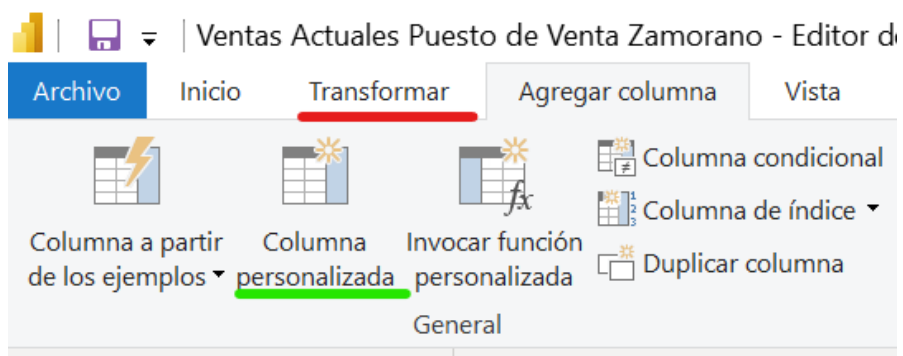 Ventas Actuales Puesto de Venta Zamorano - Editor de
Archivo Inicio Transformar Agregar columna Vista
Columna a partir
de los ejemplos
Columna
personalizada
Invocar función
personalizada
Columna condicional
Columna de índice
Duplicar columna
General